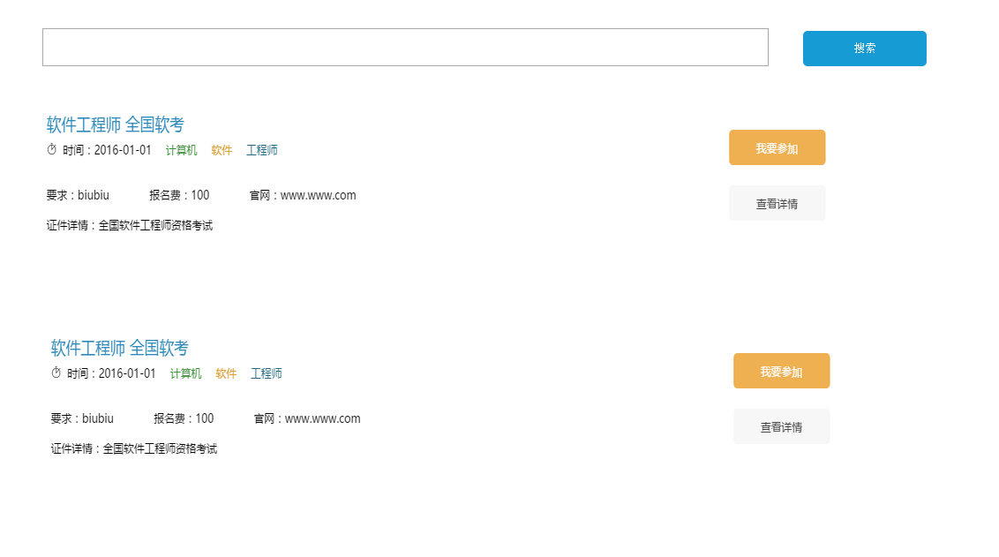 搜索
软件工程师 全国软考
时间：2016-01-01 计算机 软件 工程师
我要参加
要求：biubiu 报名费：100 官网：www.www.com
查看详情
证件详情：全国软件工程师资格考试
软件工程师 全国软考
时间：2016-01-01 计算机 软件 工程师
我要参加
要求：biubiu 报名费：100 官网：www.www.com
查看详情
证件详情：全国软件工程师资格考试